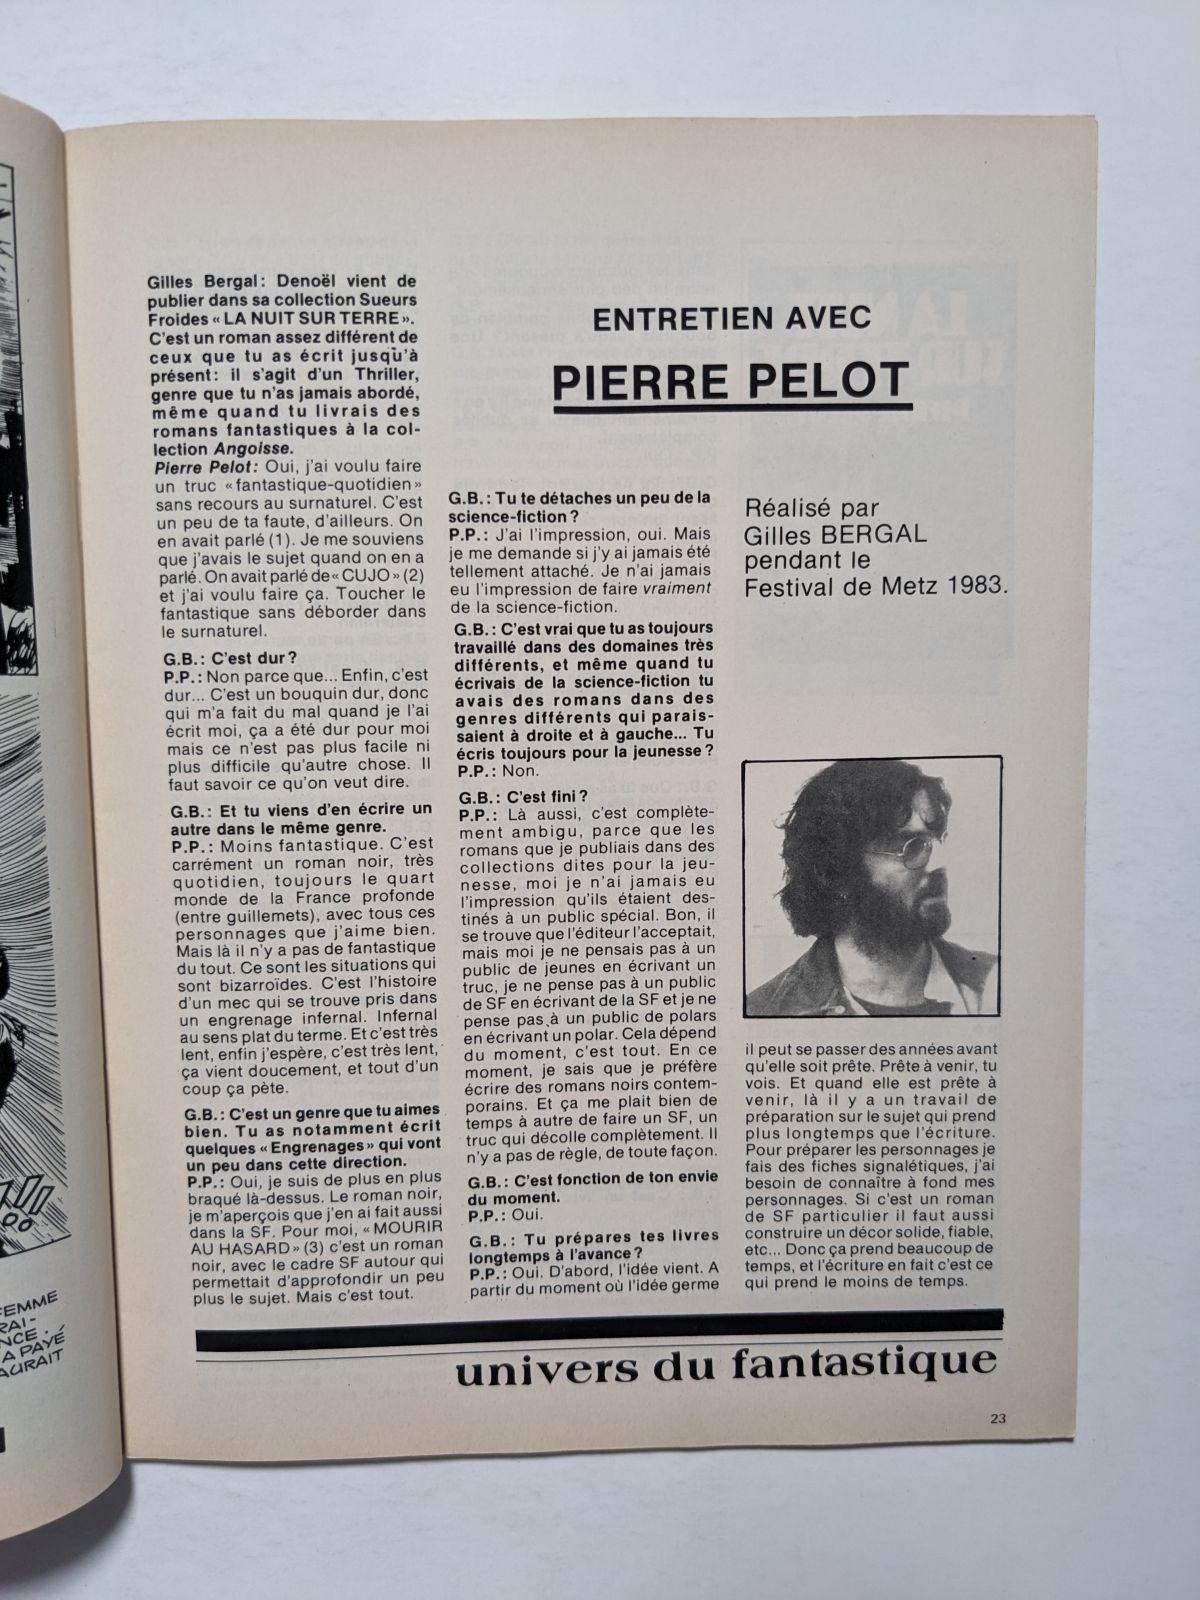 ENTRETIEN AVEC
PIERRE PELOT
Réalisé par
Gilles BERGAL
pendant le
Festival de Metz 1983.
Gilles Bergal: Denoël vient de
publier dans sa collection Sueurs
Froides « LA NUIT SUR TERRE ».
C'est un roman assez différent de
ceux que tu as écrit jusqu'à
présent: il s'agit d'un Thriller,
genre que tu n'as jamais abordé,
même quand tu livrais des
romans fantastiques à la col-
lection Angoisse.
Pierre Pelot: Oui, j'ai voulu faire
un truc « fantastique-quotidien »
sans recours au surnaturel. C'est
un peu de ta faute, d'ailleurs. On
en avait parlé (1). Je me souviens
que j'avais le sujet quand on en a
parlé. On avait parlé de « CUJO » (2)
et j'ai voulu faire ça. Toucher le
fantastique sans déborder dans
le surnaturel.
G.B.: C'est dur?
P.P.: Non parce que... Enfin, c'est
dur... C'est un bouquin dur, donc
qui m'a fait du mal quand je l'ai
écrit moi, ça a été dur pour moi
mais ce n'est pas plus facile ni
plus difficile qu'autre chose. Il
faut savoir ce qu'on veut dire.
G.B.: Et tu viens d'en écrire un
autre dans le même genre.
P.P.: Moins fantastique. C'est
carrément un roman noir, très
quotidien, toujours le quart
monde de la France profonde
(entre guillemets), avec tous ces
personnages que j'aime bien.
Mais là il n'y a pas de fantastique
du tout. Ce sont les situations qui
sont bizarroïdes. C'est l'histoire
d'un mec qui se trouve pris dans
un engrenage infernal. Infernal
au sens plat du terme. Et c'est très
lent, enfin j'espère, c'est très lent,
ça vient doucement, et tout d'un
coup ça pète.
G.B.: C'est un genre que tu aimes
bien. Tu as notamment écrit
quelques « Engrenages » qui vont
un peu dans cette direction.
P.P.: Oui, je suis de plus en plus
braqué là-dessus. Le roman noir,
je m'aperçois que j'en ai fait aussi
dans la SF. Pour moi, « MOURIR
AU HASARD » (3) c'est un roman
noir, avec le cadre SF autour qui
permettait d'approfondir un peu
plus le sujet. Mais c'est tout.
G.B.: Tu te détaches un peu de la
science-fiction?
P.P.: J'ai l'impression, oui. Mais
je me demande si j'y ai jamais été
tellement attaché. Je n'ai jamais
eu l'impression de faire vraiment
de la science-fiction.
G.B.: C'est vrai que tu as toujours
travaillé dans des domaines très
différents, et même quand tu
écrivais de la science-fiction tu
avais des romans dans des
genres différents qui parais-
saient à droite et à gauche... Tu
écris toujours pour la jeunesse?
P.P.: Non.
G.B.: C'est fini?
P.P.: Là aussi, c'est complète-
ment ambigu, parce que les
romans que je publiais dans des
collections dites pour la jeu-
nesse, moi je n'ai jamais eu
l'impression qu'ils étaient des-
tinés à un public spécial. Bon, il
se trouve que l'éditeur l'acceptait,
mais moi je ne pensais pas à un
public de jeunes en écrivant un
truc, je ne pense pas à un public
de SF en écrivant de la SF et je ne
pense pas à un public de polars
en écrivant un polar. Cela dépend
du moment, c'est tout. En ce
moment, je sais que je préfère
écrire des romans noirs contem-
porains. Et ça me plait bien de
temps à autre de faire un SF, un
truc qui décolle complètement. Il
n'y a pas de règle, de toute façon.
G.B.: C'est fonction de ton envie
du moment.
P.P.: Oui.
G.B.: Tu prépares tes livres
longtemps à l'avance?
P.P.: Oui. D'abord, l'idée vient. A
partir du moment où l'idée germe
il peut se passer des années avant
qu'elle soit prête. Prête à venir, tu
vois. Et quand elle est prête à
venir, là il y a un travail de
préparation sur le sujet qui prend
plus longtemps que l'écriture.
Pour préparer les personnages je
fais des fiches signalétiques, j'ai
besoin de connaître à fond mes
personnages. Si c'est un roman
de SF particulier il faut aussi
construire un décor solide, fiable,
etc... Donc ça prend beaucoup de
temps, et l'écriture en fait c'est ce
qui prend le moins de temps.
univers du fantastique
23
FEMME
RAI-
NCE.
A PAYÉ
AURAIT